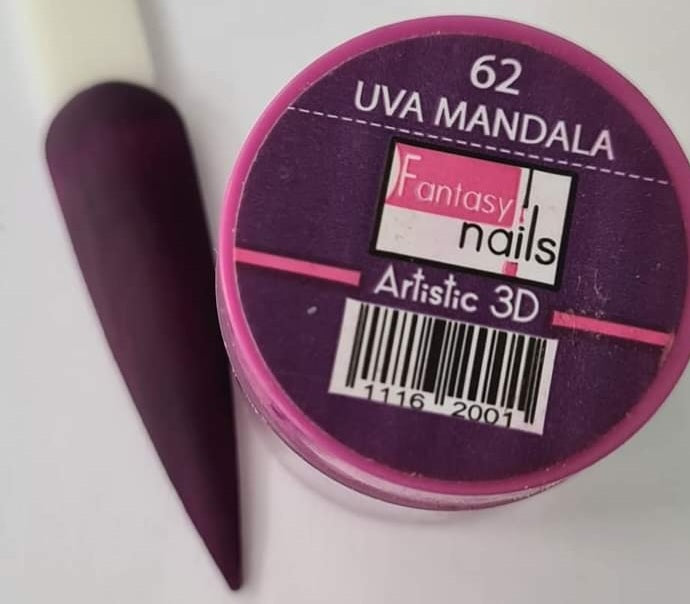 62
UVA MANDALA
Fantasy
nails
Artistic 3D
1116 2001